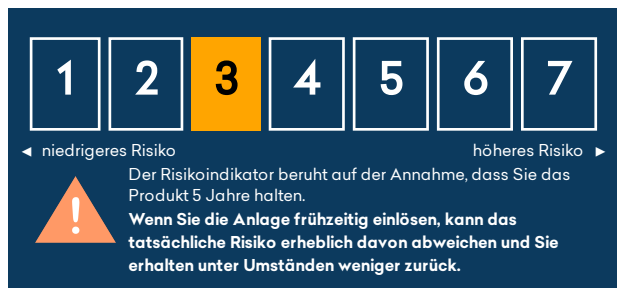 1 2 3 4 5 6 7
◄ niedrigeres Risiko höheres Risiko ►
Der Risikoindikator beruht auf der Annahme, dass Sie das
Produkt 5 Jahre halten.
Wenn Sie die Anlage frühzeitig einlösen, kann das
tatsächliche Risiko erheblich davon abweichen und Sie
erhalten unter Umständen weniger zurück.
!